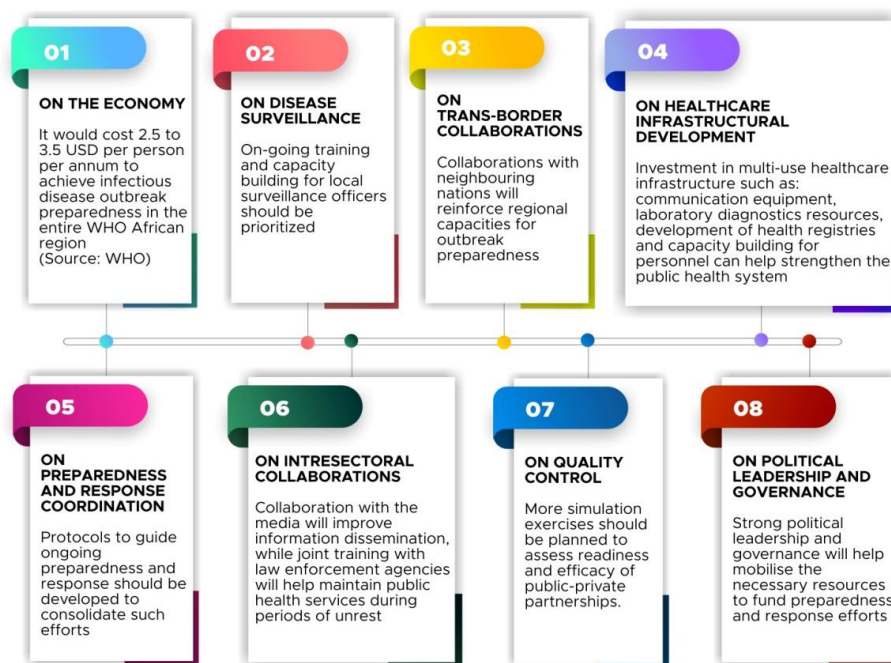 01
ON THE ECONOMY
It would cost 2.5 to
3.5 USD per person
per annum to
achieve infectious
disease outbreak
preparedness in the
entire WHO African
region
(Source: WHO)
02
ON DISEASE
SURVEILLANCE
On-going training
and capacity
building for local
surveillance officers
should be
prioritized
03
ON
TRANS-BORDER
COLLABORATIONS
Collaborations with
neighbouring
nations will
reinforce regional
capacities for
outbreak
preparedness
04
ON HEALTHCARE
INFRASTRUCTURAL
DEVELOPMENT
Investment in multi-use healthcare
infrastructure such as:
communication equipment,
laboratory diagnostics resources,
development of health registries
and capacity building for
personnel can help strengthen the
public health system
05
ON
PREPAREDNESS
AND RESPONSE
COORDINATION
Protocols to guide
ongoing
preparedness and
response should be
developed to
consolidate such
efforts
06
ON INTRESECTORAL
COLLABORATIONS
Collaboration with the
media will improve
information dissemination,
while joint training with
law enforcement agencies
will help maintain public
health services during
periods of unrest
07
ON QUALITY
CONTROL
More simulation
exercises should
be planned to
assess readiness
and efficacy of
public-private
partnerships.
08
ON POLITICAL
LEADERSHIP AND
GOVERNANCE
Strong political
leadership and
governance will help
mobilise the
necessary resources
to fund preparedness
and response efforts